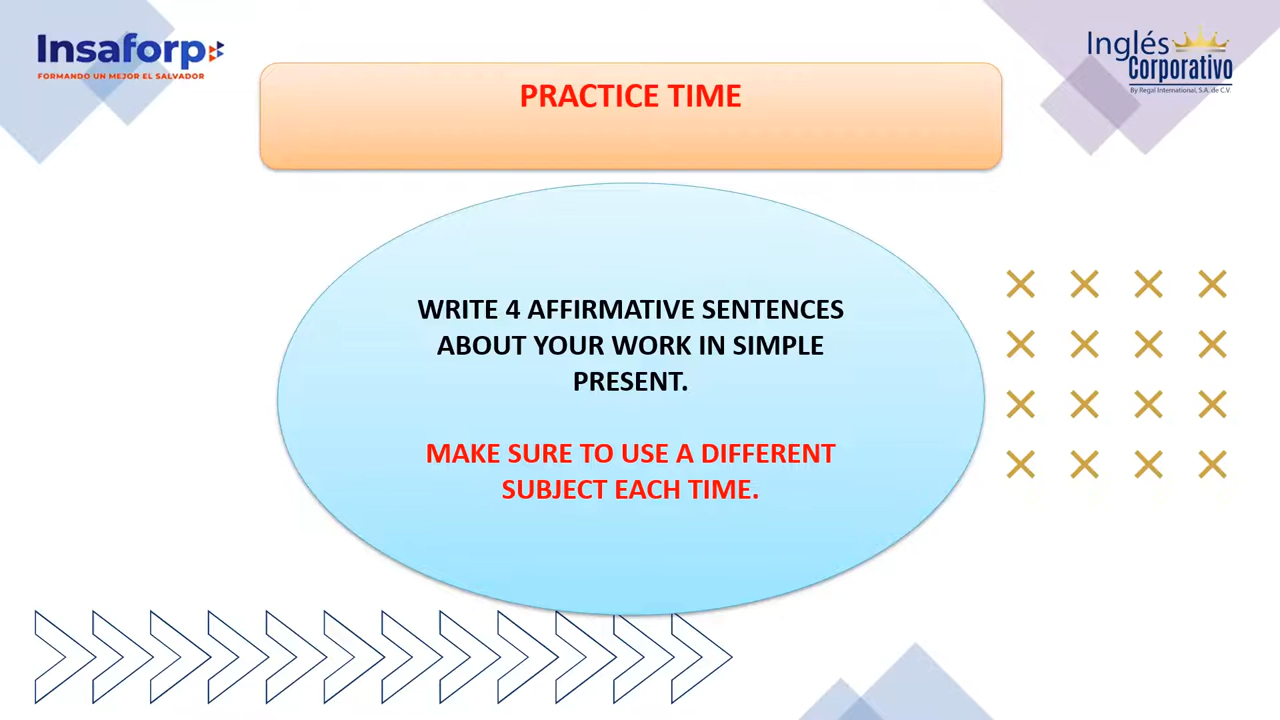 Insaforp
FORMANDO UN MEJOR EL SALVADOR
Inglés
Corporativo
By Regal International, S.A. de C.V.
PRACTICE TIME
WRITE 4 AFFIRMATIVE SENTENCES
ABOUT YOUR WORK IN SIMPLE
PRESENT.
MAKE SURE TO USE A DIFFERENT
SUBJECT EACH TIME.